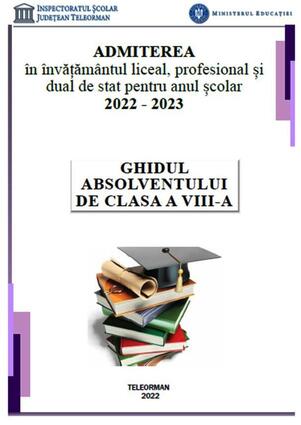 INSPECTORATUL ȘCOLAR
JUDEȚEAN TELEORMAN
MINISTERUL EDUCAȚIEI
ADMITEREA
în învățământul liceal, profesional și
dual de stat pentru anul școlar
2022 - 2023
GHIDUL
ABSOLVENTULUI
DE CLASA A VIII-A
TELEORMAN
2022